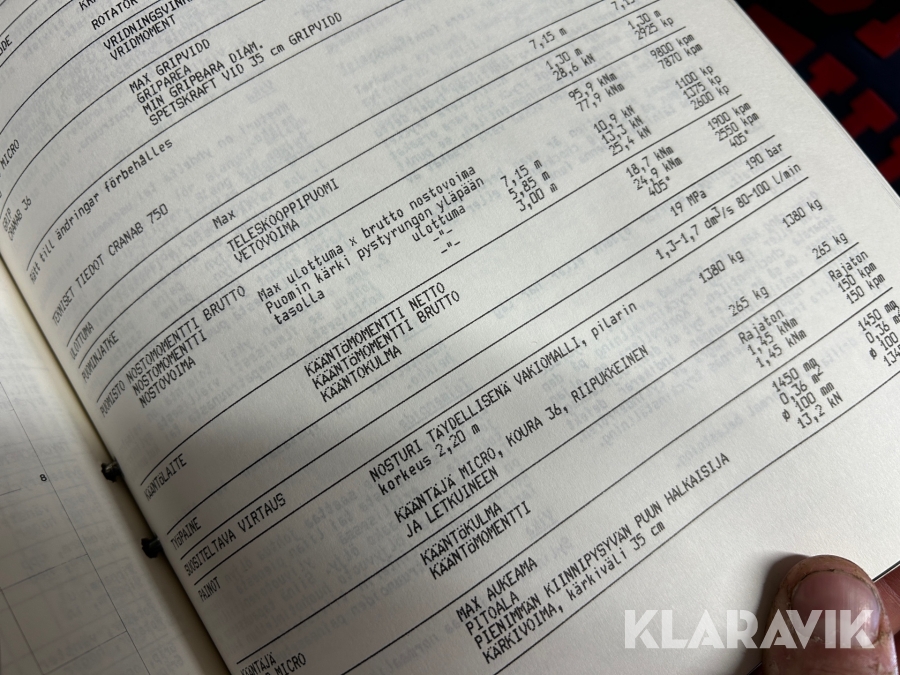 ROTATOR
VRIDNINGSVINK
VRIDMOMENT
MICRO
MAX GRIPVIDD
GRIPAREA
MIN GRIPBARA DIAM.
SPETSKRAFT VID 35 cm GRIPVIDD
GRAB 36
Rätt till ändringar förbehålles
TEKNISET TIEDOT CRANAB 750
ULOTTUMA Max 7,15 m
PUOMINJATKE TELESKOOPPIPUOMI 1,30 m 1,30 m
VETOVOIMA 28,6 kN 2925 kp
PUOMISTO NOSTOMOMENTTI BRUTTO Max ulottuma x brutto nostovoima 95,9 kNm 9800 kpm
NOSTOMOMENTTI Puomin kärki pystyrungon yläpään 77,9 kNm 7870 kpm
tasolla
NOSTOVOIMA ulottuma 7,15 m 10,9 kN 1100 kp
-"- 5,85 m 13,3 kN 1375 kp
-"- 3,00 m 25,4 kN 2600 kp
KÄÄNTÖLAITE KÄÄNTÖMOMENTTI NETTO 18,7 kNm 1900 kpm
KÄÄNTÖMOMENTTI BRUTTO 24,9 kNm 2550 kpm
KÄÄNTOKULMA 405° 405°
TYÖPAINE 19 MPa 190 bar
SUOSITELTAVA VIRTAUS 1,3-1,7 dm³/s 80-100 l/min
PAINOT NOSTURI TÄYDELLISENÄ VAKIOMALLI, pilarin 1380 kg 1380 kg
korkeus 2,20 m
KÄÄNTÄJÄ MICRO, KOURA 36, RIIPUKKEINEN 265 kg 265 kg
JA LETKUINEEN
KÄÄNTÖKULMA Rajaton Rajaton
KÄÄNTÖMOMENTTI 1,45 kNm 150 kpm
1,45 kNm 150 kpm
KÄÄNTÄJÄ
MICRO
MAX AUKEAMA 1450 mm 1450 mm
PITOALA 0,36 m² 0,36 m²
PIENIMMÄN KIINNIPYSYVÄN PUUN HALKAISIJA ø 100 mm ø 100
KÄRKIVOIMA, kärkiväli 35 cm 13,2 kN 1345
8
KLARAVIK